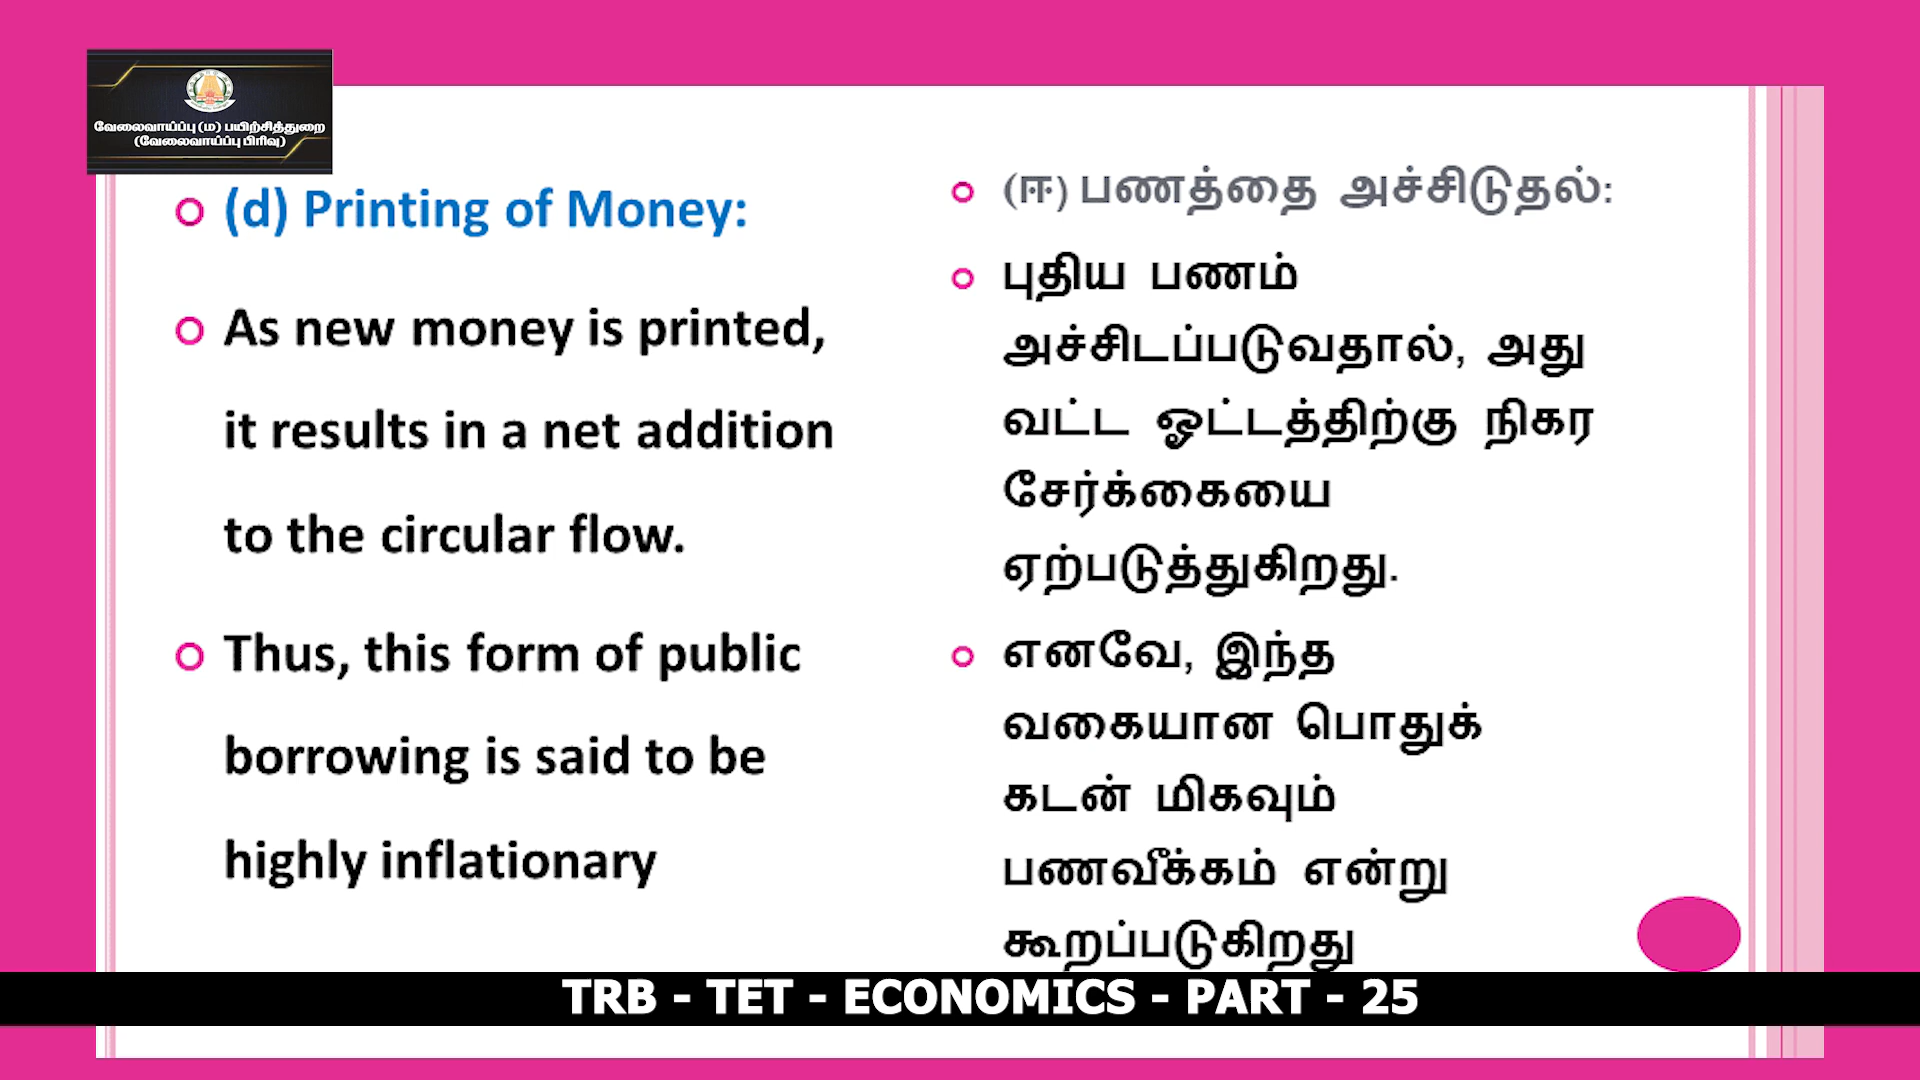 வேலைவாய்ப்பு (ம) பயிற்சித்துறை
(வேலைவாய்ப்பு பிரிவு)
(d) Printing of Money:
As new money is printed,
it results in a net addition
to the circular flow.
Thus, this form of public
borrowing is said to be
highly inflationary
(ஈ) பணத்தை அச்சிடுதல்:
புதிய பணம்
அச்சிடப்படுவதால், அது
வட்ட ஓட்டத்திற்கு நிகர
சேர்க்கையை
ஏற்படுத்துகிறது.
எனவே, இந்த
வகையான பொதுக்
கடன் மிகவும்
பணவீக்கம் என்று
கூறப்படுகிறது
TRB - TET - ECONOMICS - PART - 25